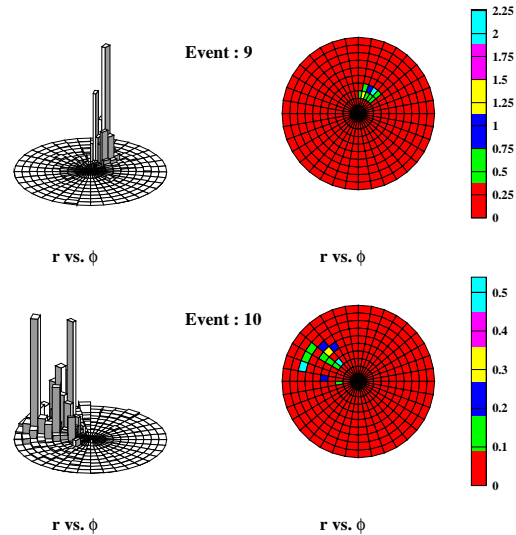 Event : 9
2.25
2
1.75
1.5
1.25
1
0.75
0.5
0.25
0
r vs. ϕ
r vs. ϕ
Event : 10
0.5
0.4
0.3
0.2
0.1
0
r vs. ϕ
r vs. ϕ